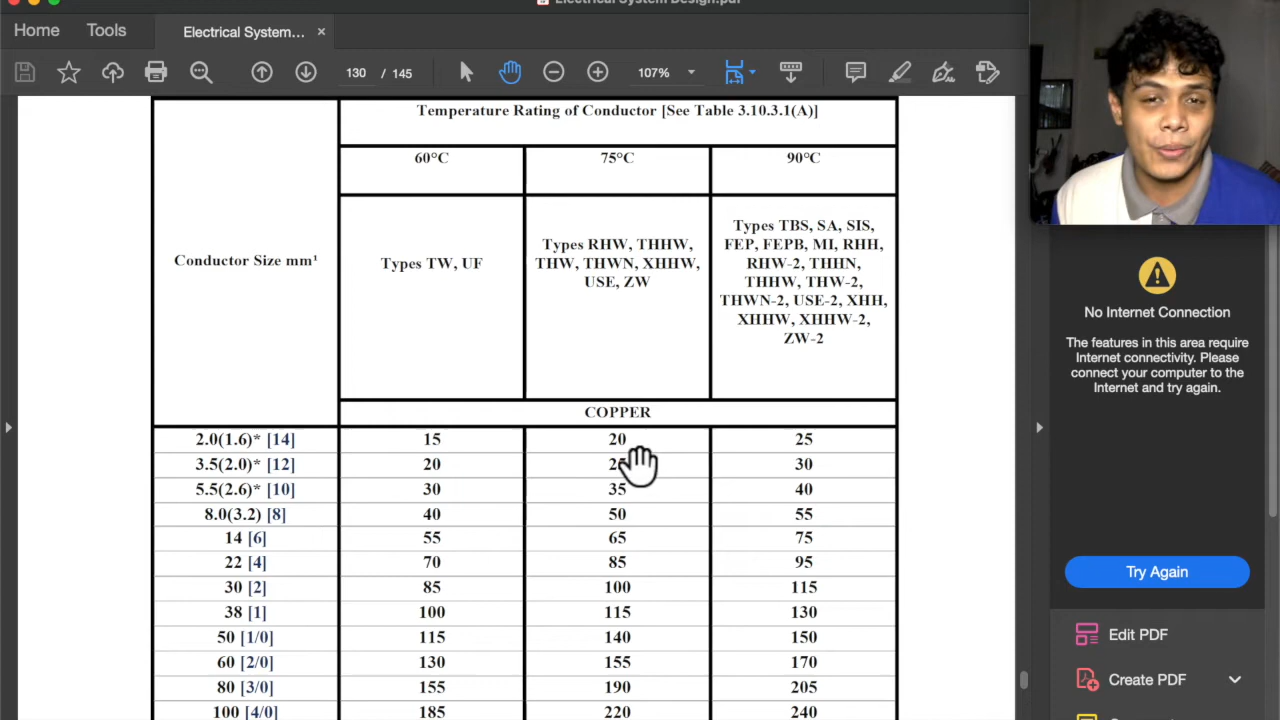 Electrical System Design.pdf
Home
Tools
Electrical System...
130 / 145
107%
Temperature Rating of Conductor [See Table 3.10.3.1(A)]
60°C 75°C 90°C
Conductor Size mm¹
Types TW, UF
Types RHW, THHW,
THW, THWN, XHHW,
USE, ZW
Types TBS, SA, SIS,
FEP, FEPB, MI, RHH,
RHW-2, THHN,
THHW, THW-2,
THWN-2, USE-2, XHH,
XHHW, XHHW-2,
ZW-2
COPPER
2.0(1.6)* [14] 15 20 25
3.5(2.0)* [12] 20 30
5.5(2.6)* [10] 30 35 40
8.0(3.2) [8] 40 50 55
14 [6] 55 65 75
22 [4] 70 85 95
30 [2] 85 100 115
38 [1] 100 115 130
50 [1/0] 115 140 150
60 [2/0] 130 155 170
80 [3/0] 155 190 205
100 [4/0] 185 220 240
No Internet Connection
The features in this area require
Internet connectivity. Please
connect your computer to the
Internet and try again.
Try Again
Edit PDF
Create PDF